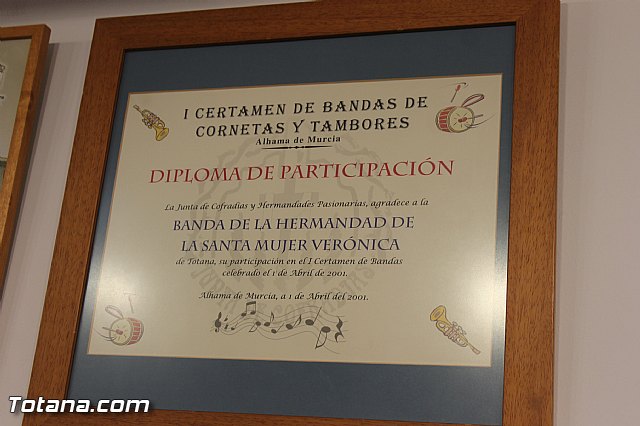 I CERTAMEN DE BANDAS DE
CORNETAS Y TAMBORES
Alhama de Murcia
DIPLOMA DE PARTICIPACIÓN
La Junta de Cofradías y Hermandades Pasionarias, agradece a la
BANDA DE LA HERMANDAD DE
LA SANTA MUJER VERÓNICA
de Totana, su participación en el I Certamen de Bandas
celebrado el 1 de Abril de 2001.
Alhama de Murcia, a 1 de Abril del 2001.
Totana.com